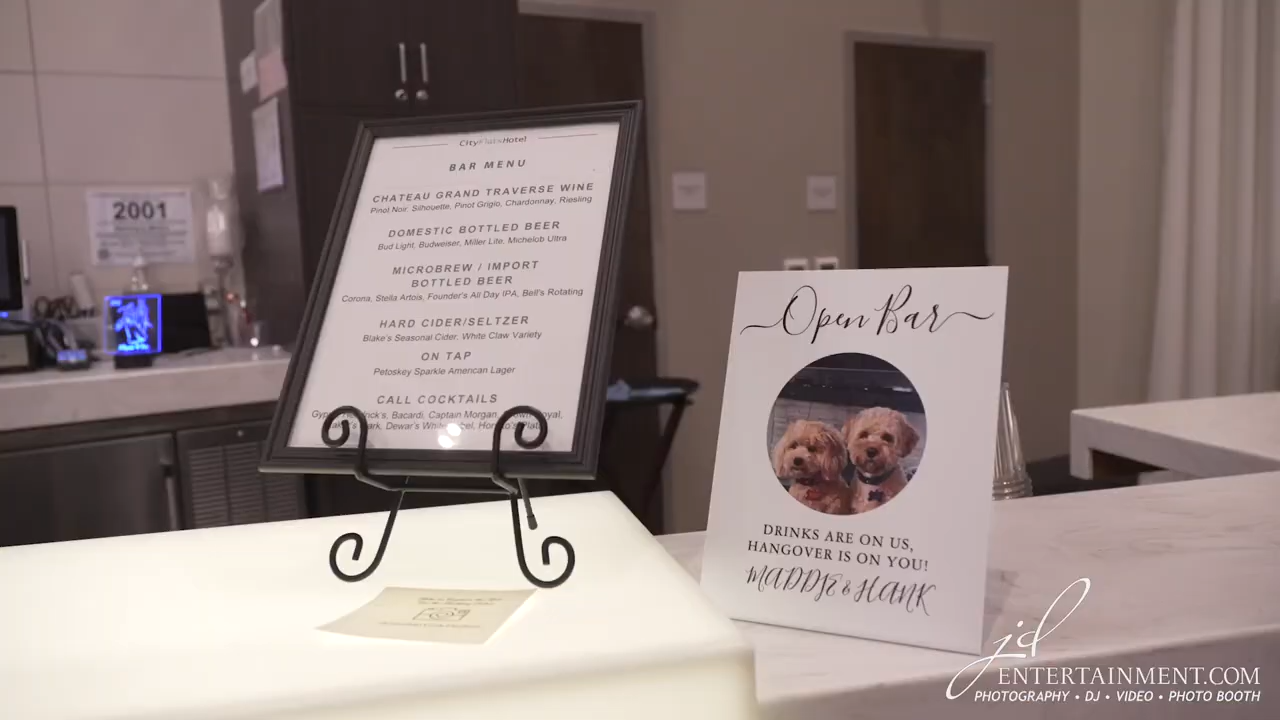 CityFlatsHotel
BAR MENU
CHATEAU GRAND TRAVERSE WINE
Pinot Noir, Silhouette, Pinot Grigio, Chardonnay, Riesling
DOMESTIC BOTTLED BEER
Bud Light, Budweiser, Miller Lite, Michelob Ultra
MICROBREW / IMPORT
BOTTLED BEER
Corona, Stella Artois, Founder's All Day IPA, Bell's Rotating
HARD CIDER/SELTZER
Blake's Seasonal Cider, White Claw Variety
ON TAP
Petoskey Sparkle American Lager
CALL COCKTAILS
Bacardi, Captain Morgan,
Dewar's White
2001
Open Bar
DRINKS ARE ON US,
HANGOVER IS ON YOU!
MADDIE & HANK
jd
ENTERTAINMENT.COM
PHOTOGRAPHY • DJ • VIDEO • PHOTO BOOTH